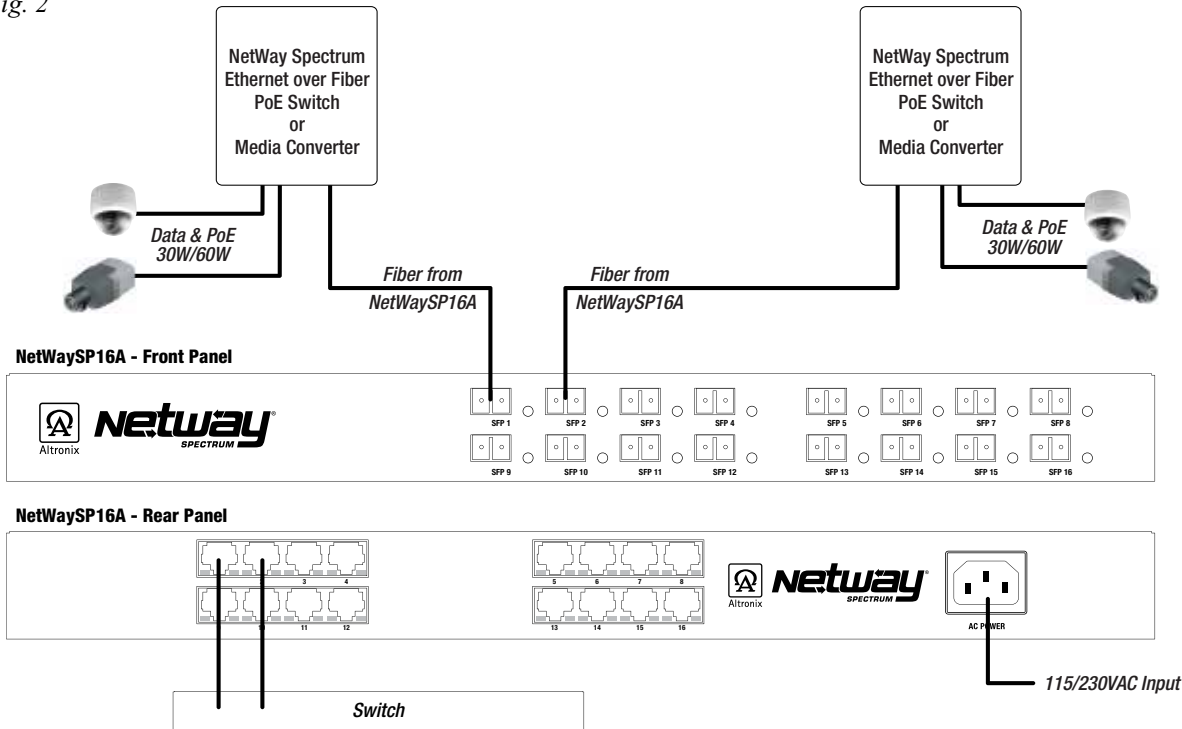 ig. 2
NetWay Spectrum
Ethernet over Fiber
PoE Switch
or
Media Converter
NetWay Spectrum
Ethernet over Fiber
PoE Switch
or
Media Converter
Data & PoE
30W/60W
Data & PoE
30W/60W
Fiber from
NetWaySP16A
Fiber from
NetWaySP16A
NetWaySP16A - Front Panel
Altronix
Netway®
SPECTRUM
SFP 1 SFP 2 SFP 3 SFP 4 SFP 5 SFP 6 SFP 7 SFP 8
SFP 9 SFP 10 SFP 11 SFP 12 SFP 13 SFP 14 SFP 15 SFP 16
NetWaySP16A - Rear Panel
3 4 5 6 7 8
11 12 13 14 15 16
Altronix
Netway®
SPECTRUM
AC POWER
115/230VAC Input
Switch